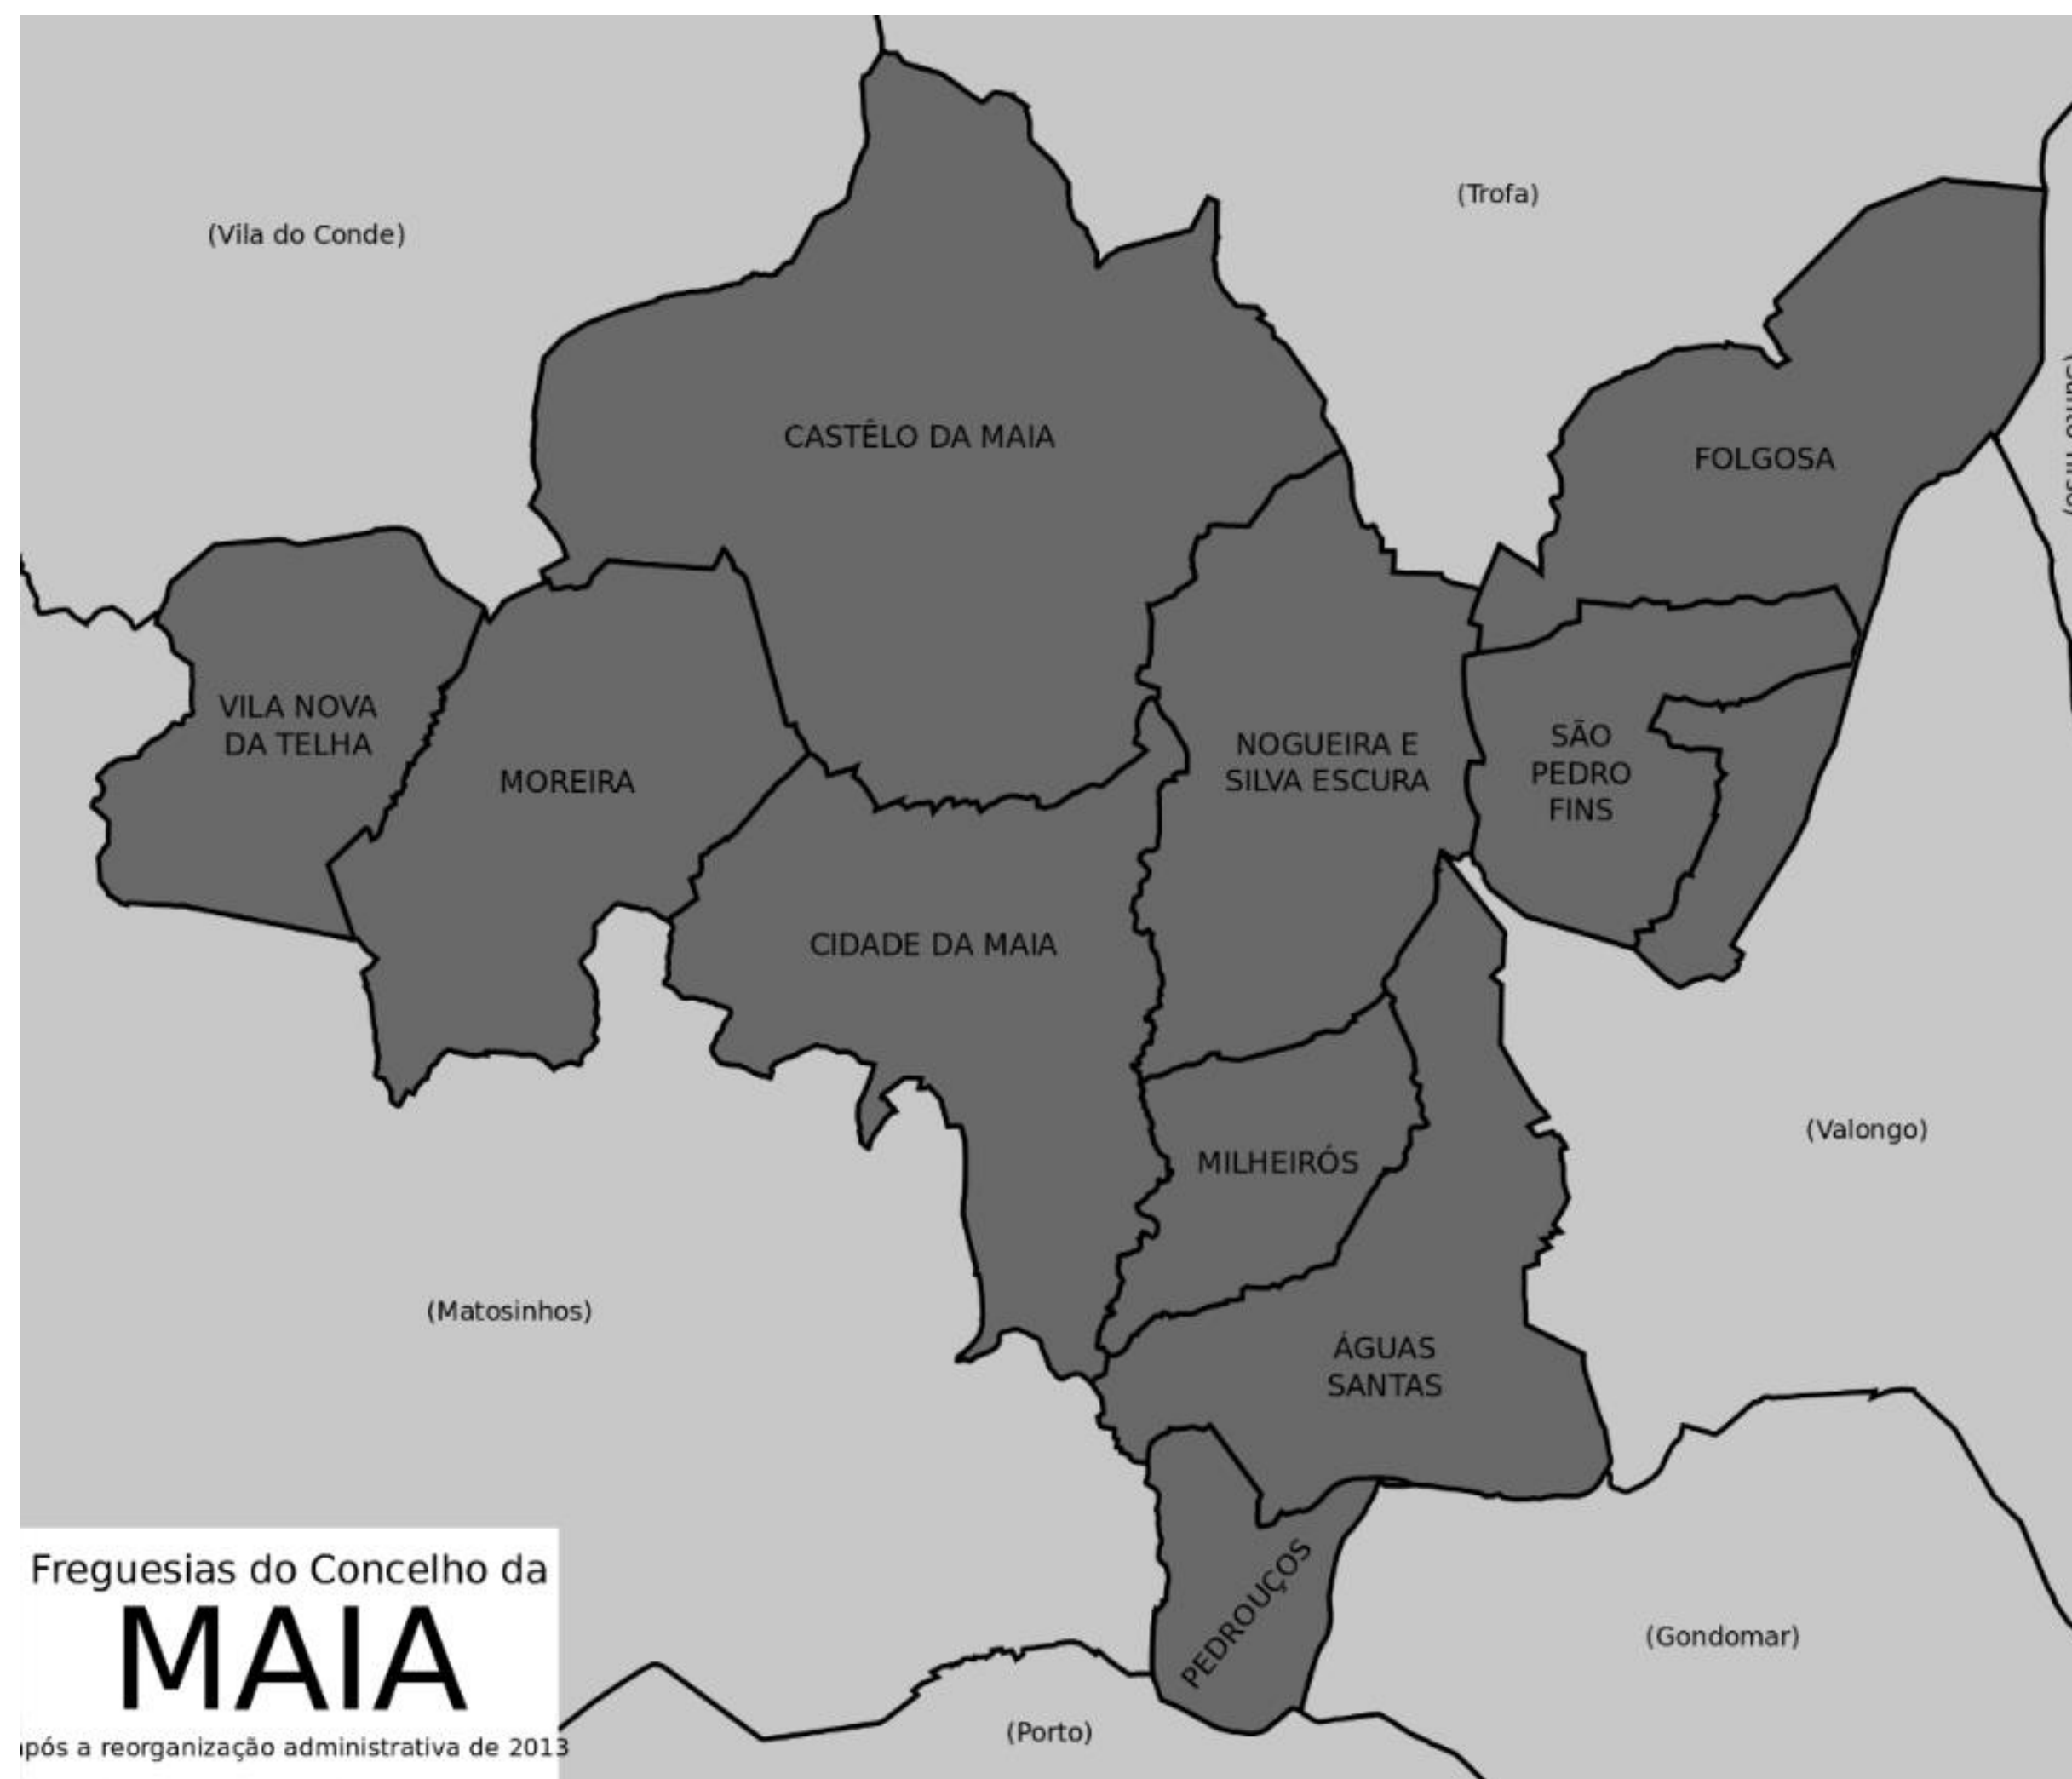 (Trofa)
(Vila do Conde)
CASTÊLO DA MAIA
FOLGOSA
VILA NOVA
DA TELHA
MOREIRA
NOGUEIRA E
SILVA ESCURA
SÃO
PEDRO
FINS
CIDADE DA MAIA
(Valongo)
MILHEIRÓS
(Matosinhos)
ÁGUAS
SANTAS
PEDROUÇOS
(Gondomar)
(Porto)
Freguesias do Concelho da
MAIA
após a reorganização administrativa de 2013